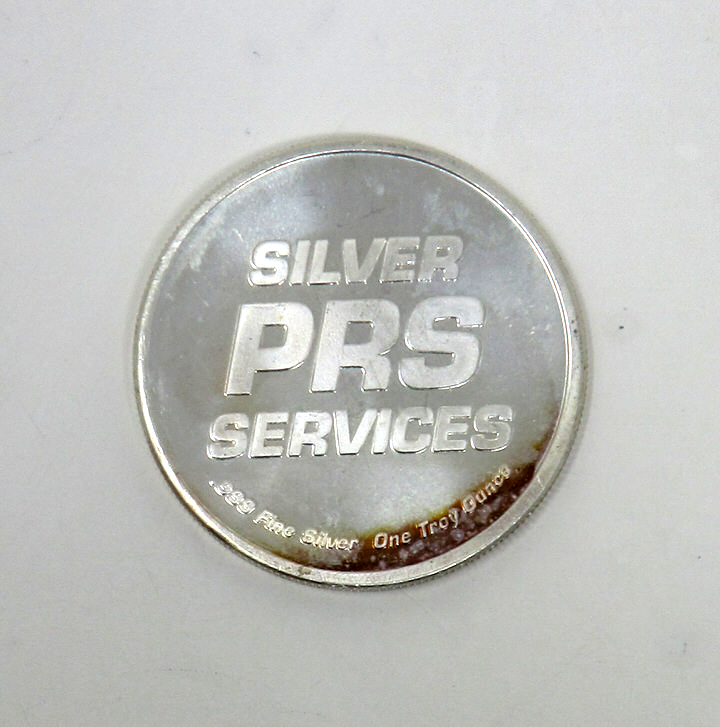 SILVER
PRS
SERVICES
.999 Fine Silver One Troy Ounce